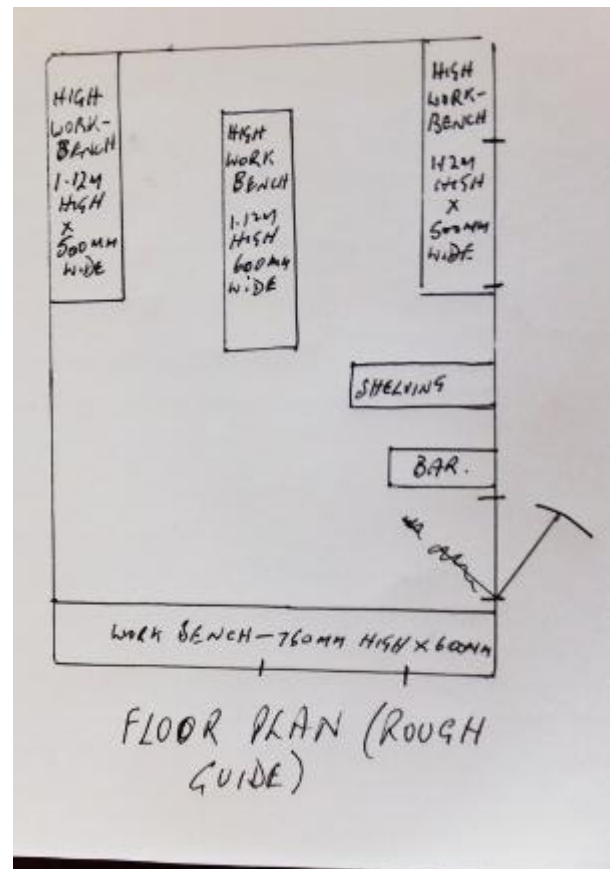 HIGH
WORK-
BENCH
1.12M
HIGH
X
500MM
WIDE
HIGH
WORK
BENCH
1.12M
HIGH
600MM
WIDE
HIGH
WORK-
BENCH
1.12M
HIGH
X
500MM
WIDE.
SHELVING
BAR.
WORK BENCH - 760MM HIGH X 600MM
FLOOR PLAN (ROUGH
GUIDE)